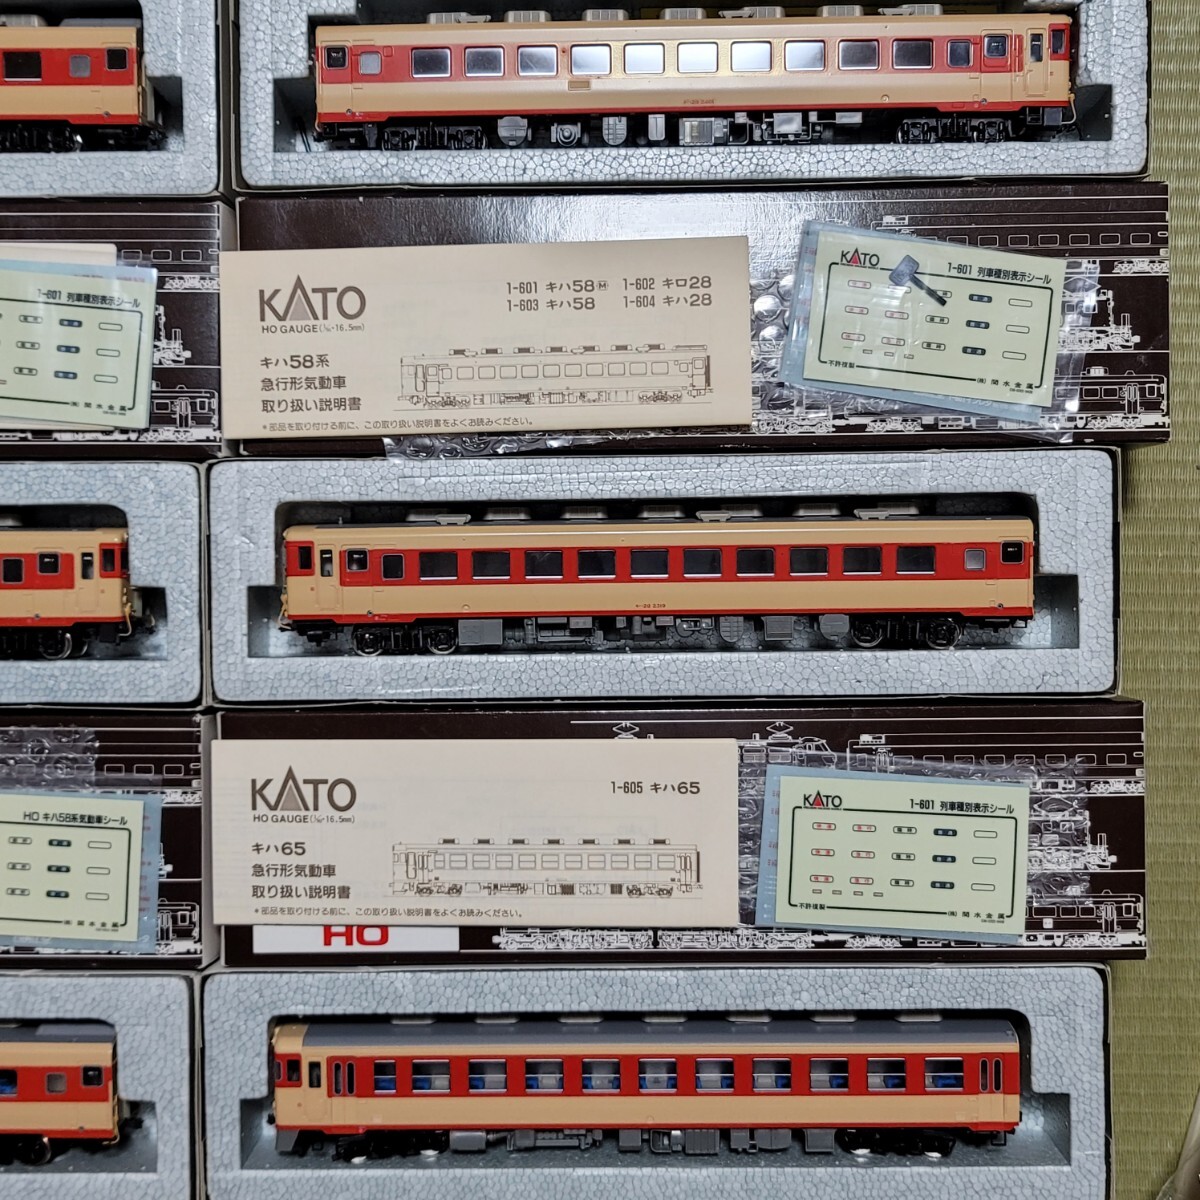 1-601 列車種別表示シール
KATO
HO GAUGE(1/80・16.5mm)
1-601 キハ58Ⓜ 1-602 キロ28
1-603 キハ58 1-604 キハ28
キハ58系
急行形気動車
取り扱い説明書
*部品を取り付ける前に、この取り扱い説明書をよくお読みください。
KATO
1-601 列車種別表示シール
不許複製
(株)関水金属
HO キハ58系気動車シール
KATO
HO GAUGE(1/80・16.5mm)
1-605 キハ65
キハ65
急行形気動車
取り扱い説明書
*部品を取り付ける前に、この取り扱い説明書をよくお読みください。
HO
KATO
1-601 列車種別表示シール
不許複製
(株)関水金属